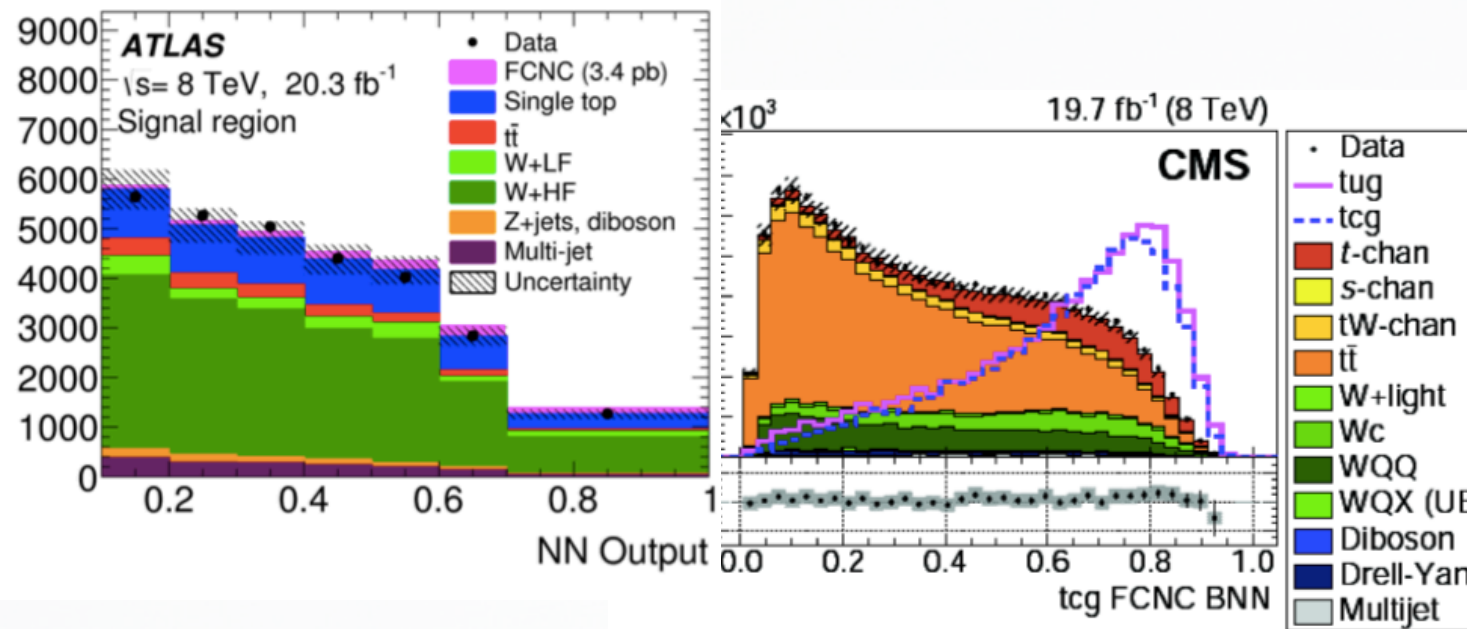 ATLAS
√s= 8 TeV, 20.3 fb⁻¹
Signal region
Data
FCNC (3.4 pb)
Single top
tt̄
W+LF
W+HF
Z+jets, diboson
Multi-jet
Uncertainty
9000
8000
7000
6000
5000
4000
3000
2000
1000
0
0.2
0.4
0.6
0.8
1
NN Output
×10³
19.7 fb⁻¹ (8 TeV)
CMS
0.0
0.2
0.4
0.6
0.8
1.0
tcg FCNC BNN
Data
tug
tcg
t-chan
s-chan
tW-chan
tt̄
W+light
Wc
WQQ
WQX (UE
Diboson
Drell-Yan
Multijet